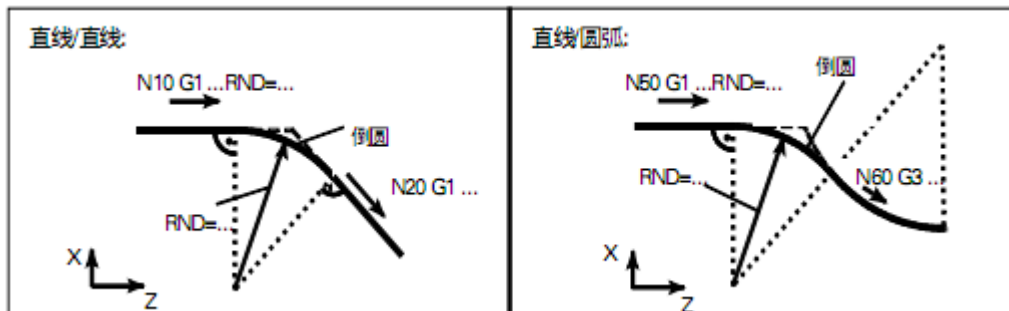 直线/直线:
N10 G1 ...RND=...
倒圆
N20 G1 ...
RND=...
X
Z
直线/圆弧:
倒圆
N50 G1 ...RND=...
RND=...
N60 G3 ...
X
Z